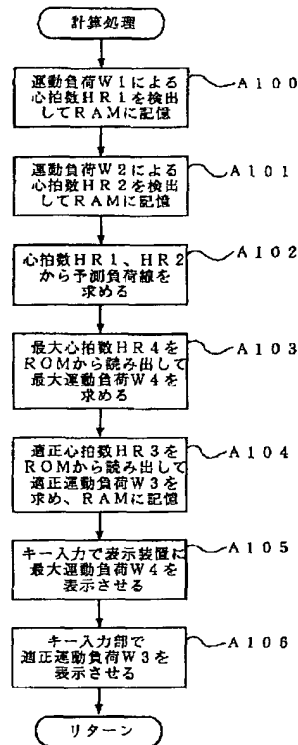 計算処理
運動負荷W1による
心拍数HR1を検出
してRAMに記憶
A100
運動負荷W2による
心拍数HR2を検出
してRAMに記憶
A101
心拍数HR1、HR2
から予測負荷線を
求める
A102
最大心拍数HR4を
ROMから読み出して
最大運動負荷W4を
求める
A103
適正心拍数HR3を
ROMから読み出して
適正運動負荷W3を
求め、RAMに記憶
A104
キー入力で表示装置に
最大運動負荷W4を
表示させる
A105
キー入力部で
適正運動負荷W3を
表示させる
A106
リターン